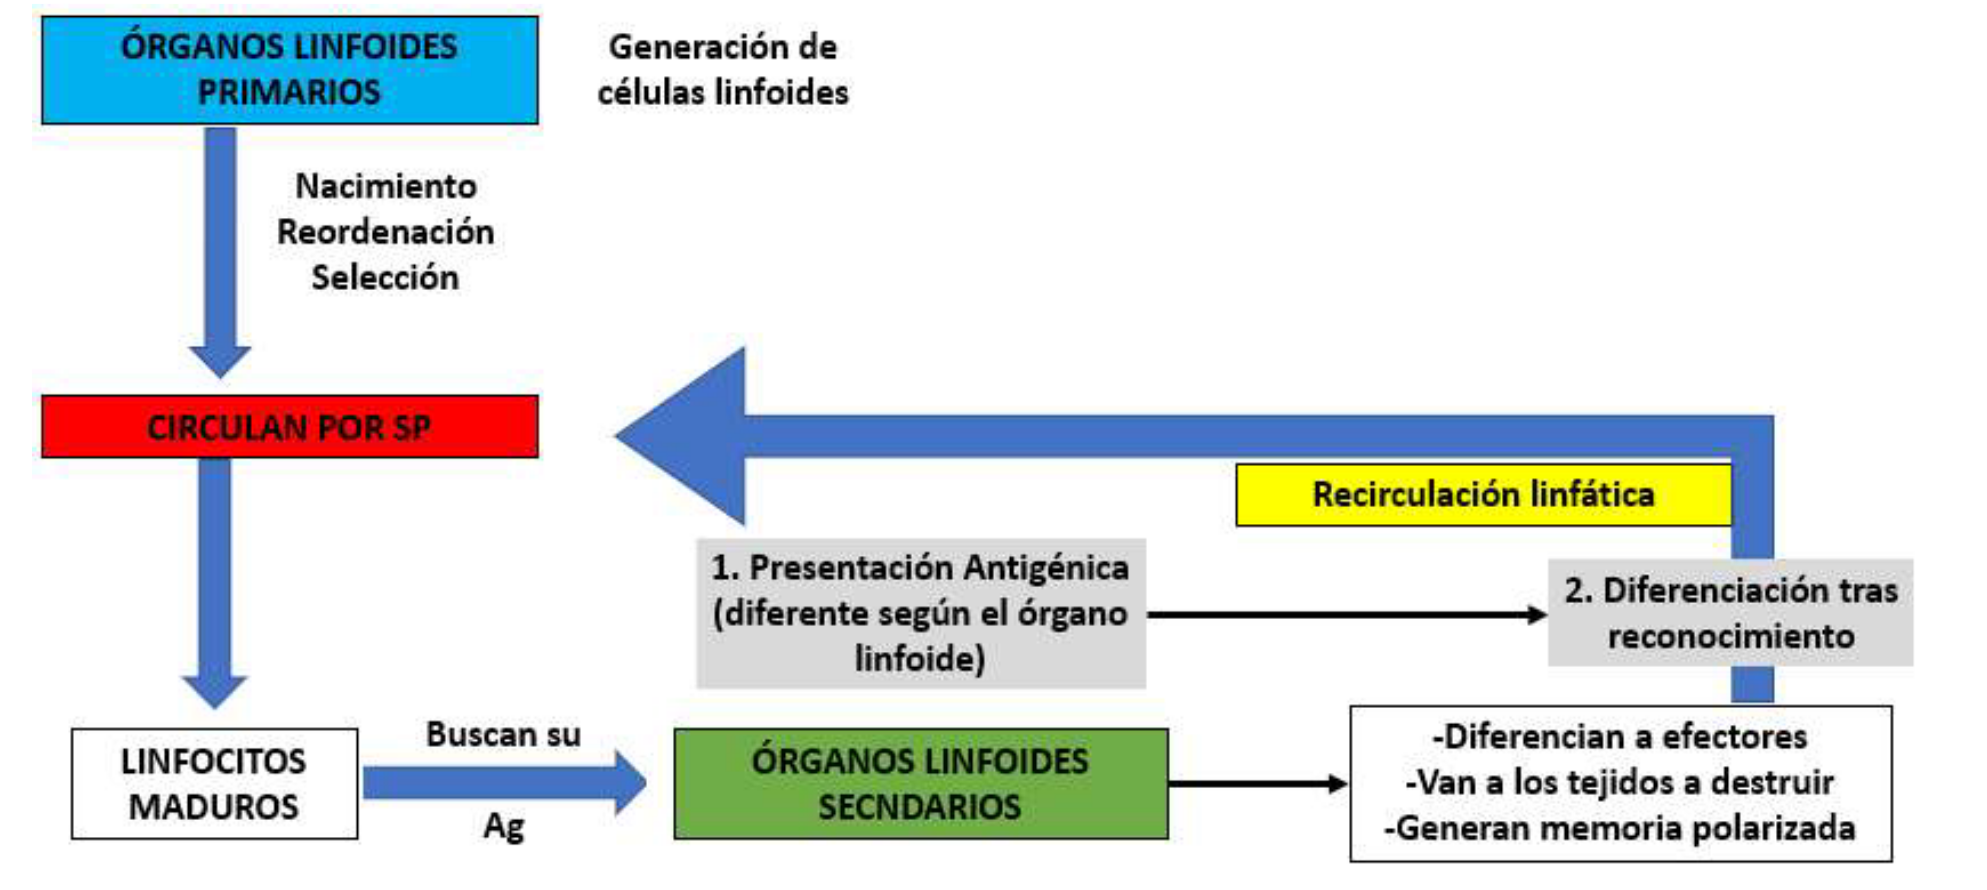 ÓRGANOS LINFOIDES
PRIMARIOS
Generación de
células linfoides
Nacimiento
Reordenación
Selección
CIRCULAN POR SP
Recirculación linfática
1. Presentación Antigénica
(diferente según el órgano
linfoide)
2. Diferenciación tras
reconocimiento
LINFOCITOS
MADUROS
Buscan su
Ag
ÓRGANOS LINFOIDES
SECNDARIOS
-Diferencian a efectores
-Van a los tejidos a destruir
-Generan memoria polarizada